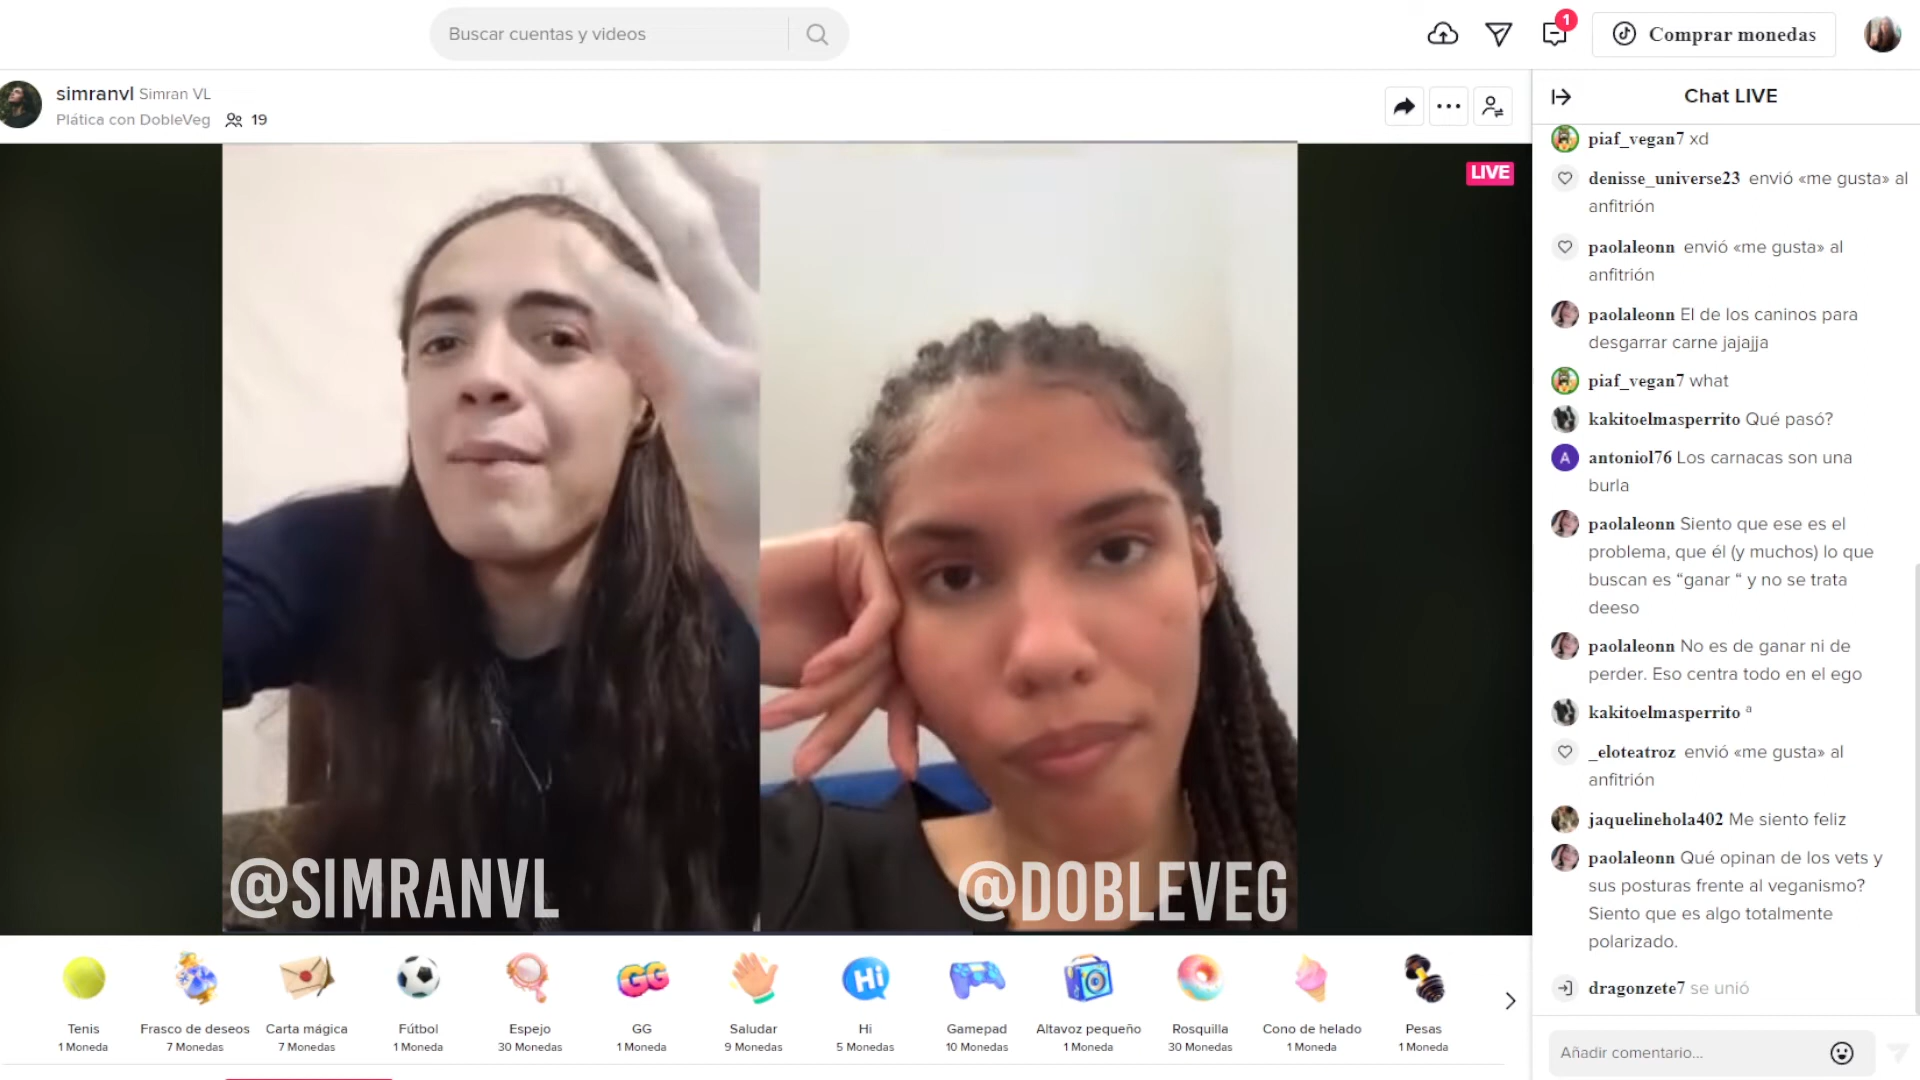 Buscar cuentas y videos
1
Comprar monedas
simranvl Simran VL
Plática con DobleVeg 19
LIVE
@SIMRANVL
@DOBLEVEG
Chat LIVE
piaf_vegan7 xd
denisse_universe23 envió «me gusta» al
anfitrión
paolaleonn envió «me gusta» al
anfitrión
paolaleonn El de los caninos para
desgarrar carne jajajja
piaf_vegan7 what
kakitoelmasperrito Qué pasó?
A antoniol76 Los carnacas son una
burla
paolaleonn Siento que ese es el
problema, que él (y muchos) lo que
buscan es “ganar “ y no se trata
deeso
paolaleonn No es de ganar ni de
perder. Eso centra todo en el ego
kakitoelmasperrito ª
_eloteatroz envió «me gusta» al
anfitrión
jaquelinehola402 Me siento feliz
paolaleonn Qué opinan de los vets y
sus posturas frente al veganismo?
Siento que es algo totalmente
polarizado.
dragonzete7 se unió
Añadir comentario...
GG
Hi
Tenis
1 Moneda
Frasco de deseos
7 Monedas
Carta mágica
7 Monedas
Fútbol
1 Moneda
Espejo
30 Monedas
GG
1 Moneda
Saludar
9 Monedas
Hi
5 Monedas
Gamepad
10 Monedas
Altavoz pequeño
1 Moneda
Rosquilla
30 Monedas
Cono de helado
1 Moneda
Pesas
1 Moneda